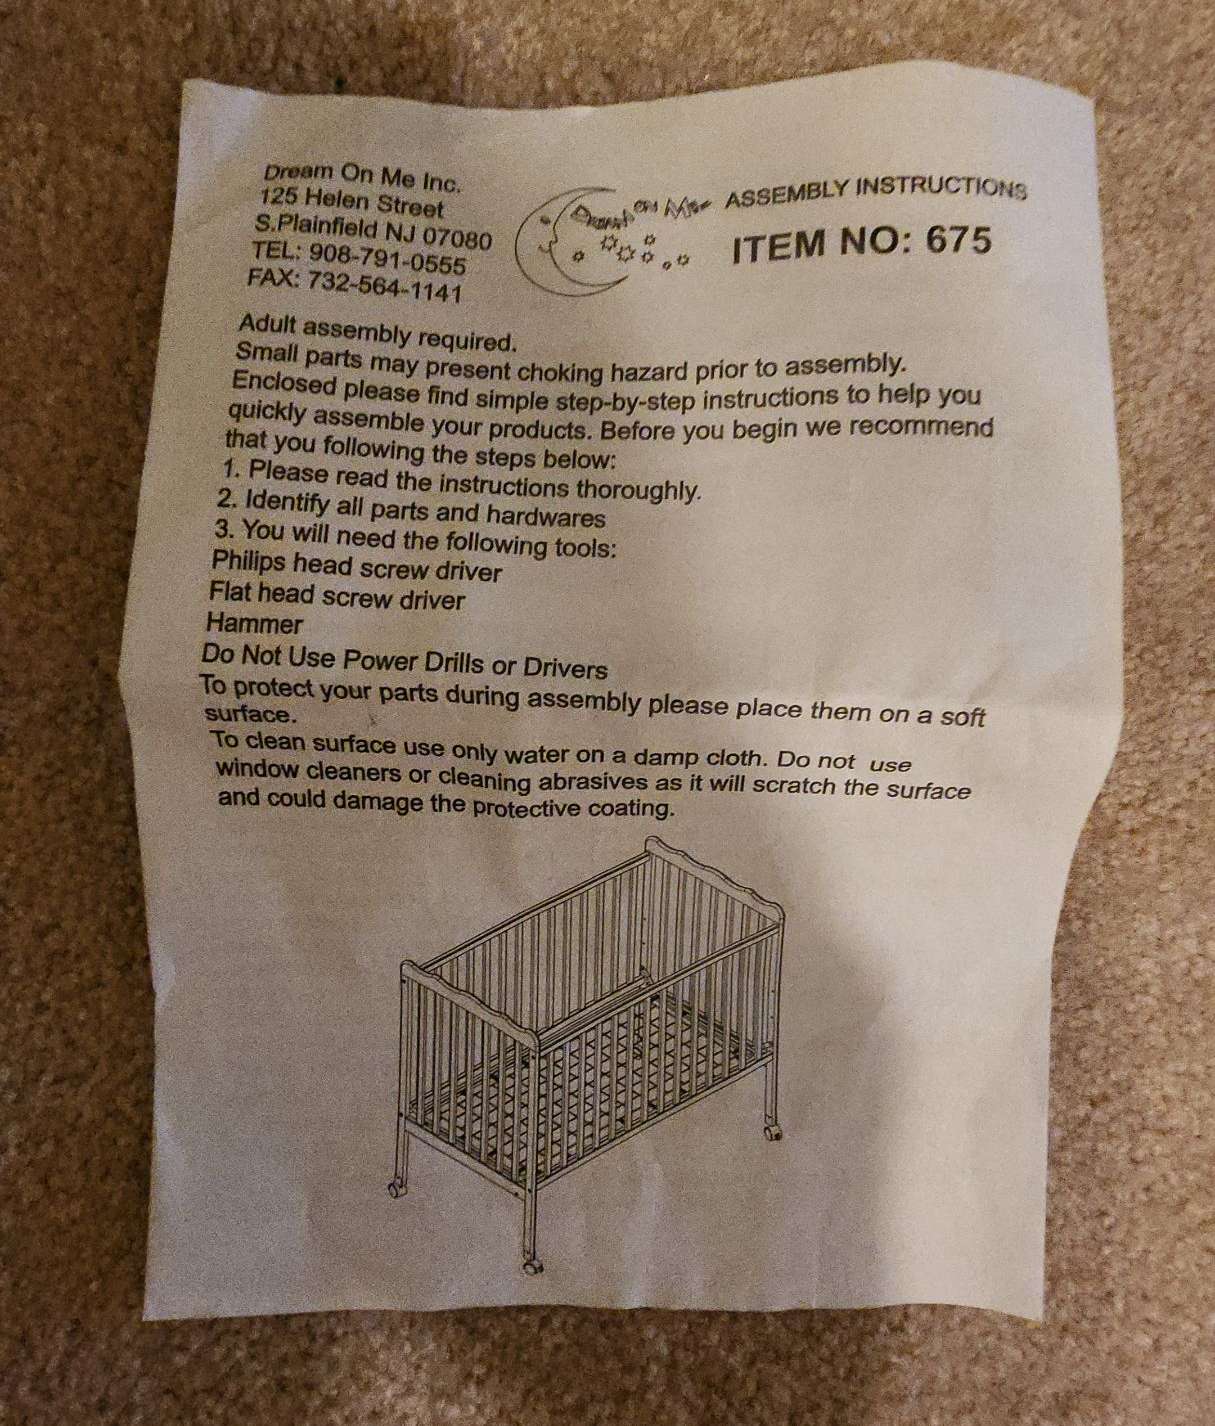 Dream On Me Inc.
125 Helen Street
S.Plainfield NJ 07080
TEL: 908-791-0555
FAX: 732-564-1141
Dream on Me
ASSEMBLY INSTRUCTIONS
ITEM NO: 675
Adult assembly required.
Small parts may present choking hazard prior to assembly.
Enclosed please find simple step-by-step instructions to help you
quickly assemble your products. Before you begin we recommend
that you following the steps below:
1. Please read the instructions thoroughly.
2. Identify all parts and hardwares
3. You will need the following tools:
Philips head screw driver
Flat head screw driver
Hammer
Do Not Use Power Drills or Drivers
To protect your parts during assembly please place them on a soft
surface.
To clean surface use only water on a damp cloth. Do not use
window cleaners or cleaning abrasives as it will scratch the surface
and could damage the protective coating.